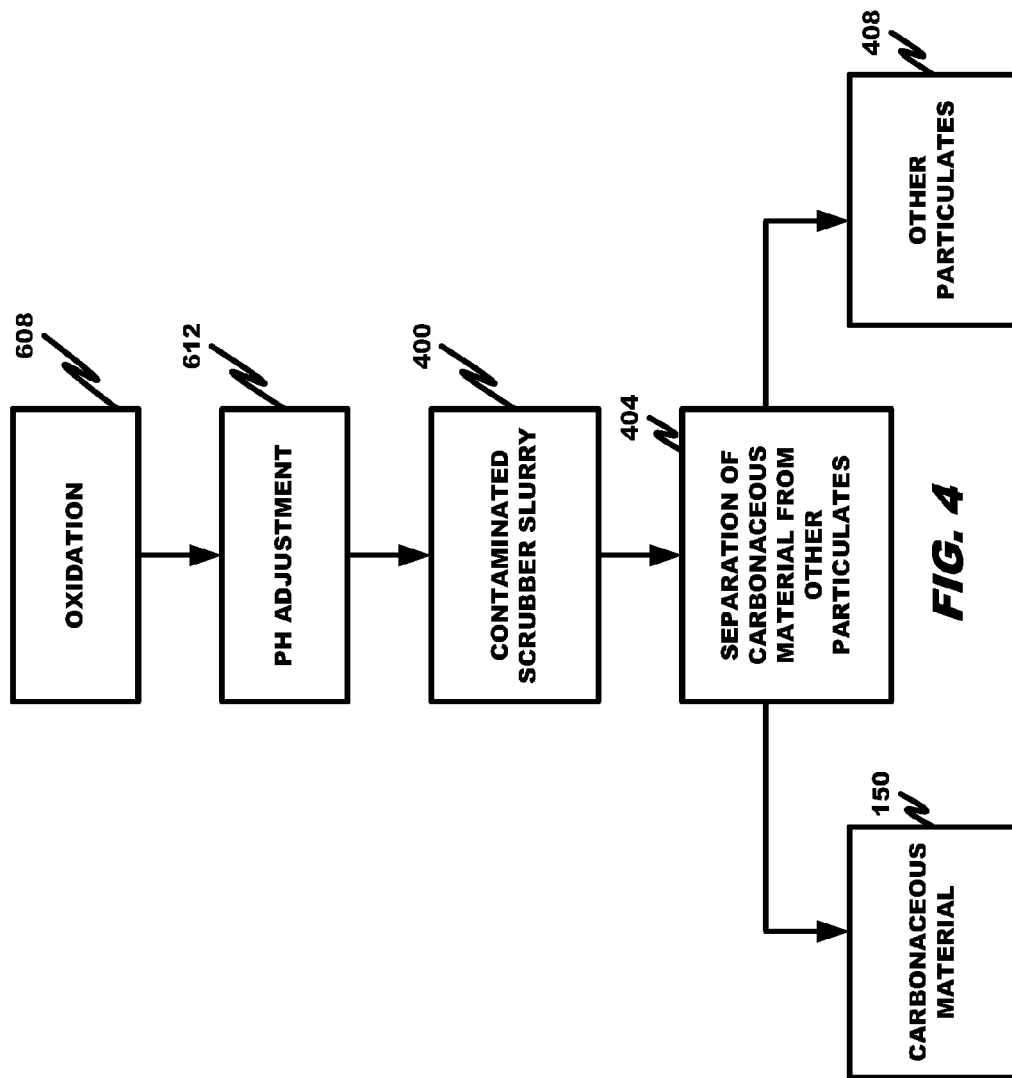 608
OXIDATION
612
PH ADJUSTMENT
400
CONTAMINATED
SCRUBBER SLURRY
404
SEPARATION OF
CARBONACEOUS
MATERIAL FROM
OTHER
PARTICULATES
150
CARBONACEOUS
MATERIAL
408
OTHER
PARTICULATES
FIG. 4